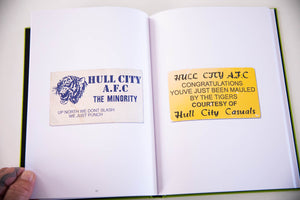 HULL CITY
A.F.C
THE MINORITY
UP NORTH WE DONT SLASH
WE JUST PUNCH
HULL CITY A.F.C
CONGRATULATIONS
YOUVE JUST BEEN MAULED
BY THE TIGERS
COURTESY OF
Hull City Casuals